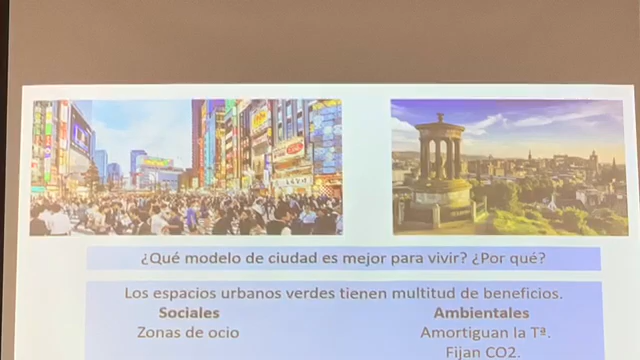 ¿Qué modelo de ciudad es mejor para vivir? ¿Por qué?
Los espacios urbanos verdes tienen multitud de beneficios.
Sociales
Zonas de ocio
Ambientales
Amortiguan la Tª.
Fijan CO2.